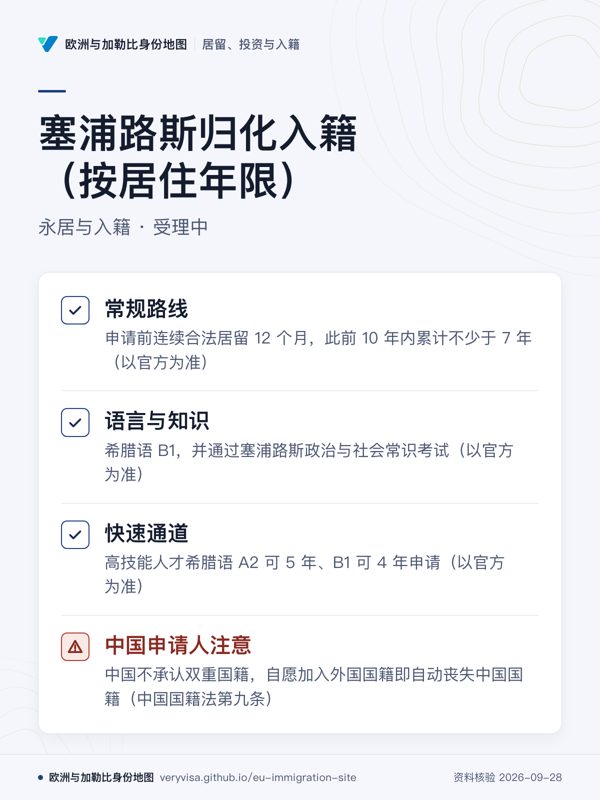 欧洲与加勒比身份地图 居留、投资与入籍
塞浦路斯归化入籍
（按居住年限）
永居与入籍 · 受理中
常规路线
申请前连续合法居留 12 个月，此前 10 年内累计不少于 7 年
（以官方为准）
语言与知识
希腊语 B1，并通过塞浦路斯政治与社会常识考试（以官方
为准）
快速通道
高技能人才希腊语 A2 可 5 年、B1 可 4 年申请（以官方
为准）
中国申请人注意
中国不承认双重国籍，自愿加入外国国籍即自动丧失中国国
籍（中国国籍法第九条）
欧洲与加勒比身份地图 veryvisa.github.io/eu-immigration-site 资料核验 2026-09-28